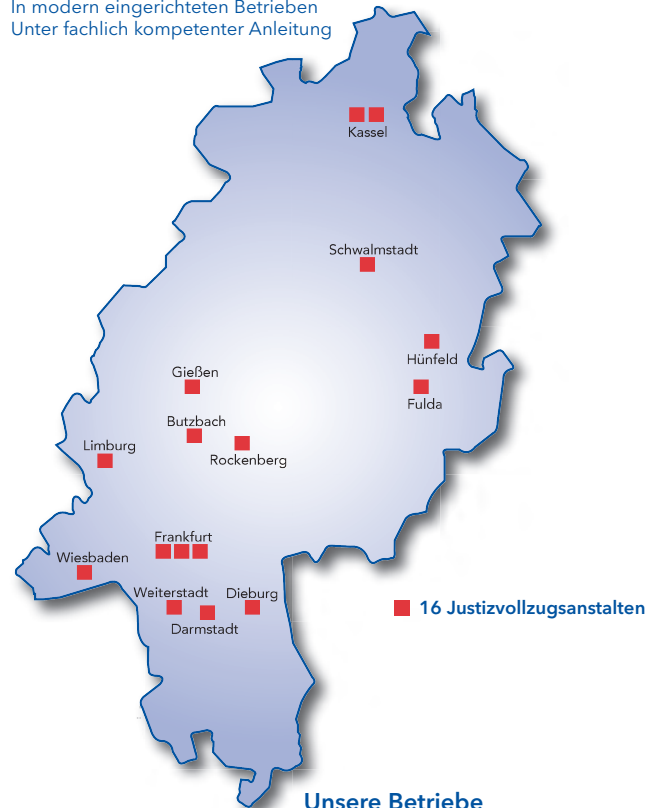 In modern eingerichteten Betrieben
Unter fachlich kompetenter Anleitung
Kassel
Schwalmstadt
Hünfeld
Gießen
Fulda
Butzbach
Limburg
Rockenberg
Frankfurt
Wiesbaden
Weiterstadt Dieburg
16 Justizvollzugsanstalten
Darmstadt
Unsere Betriebe